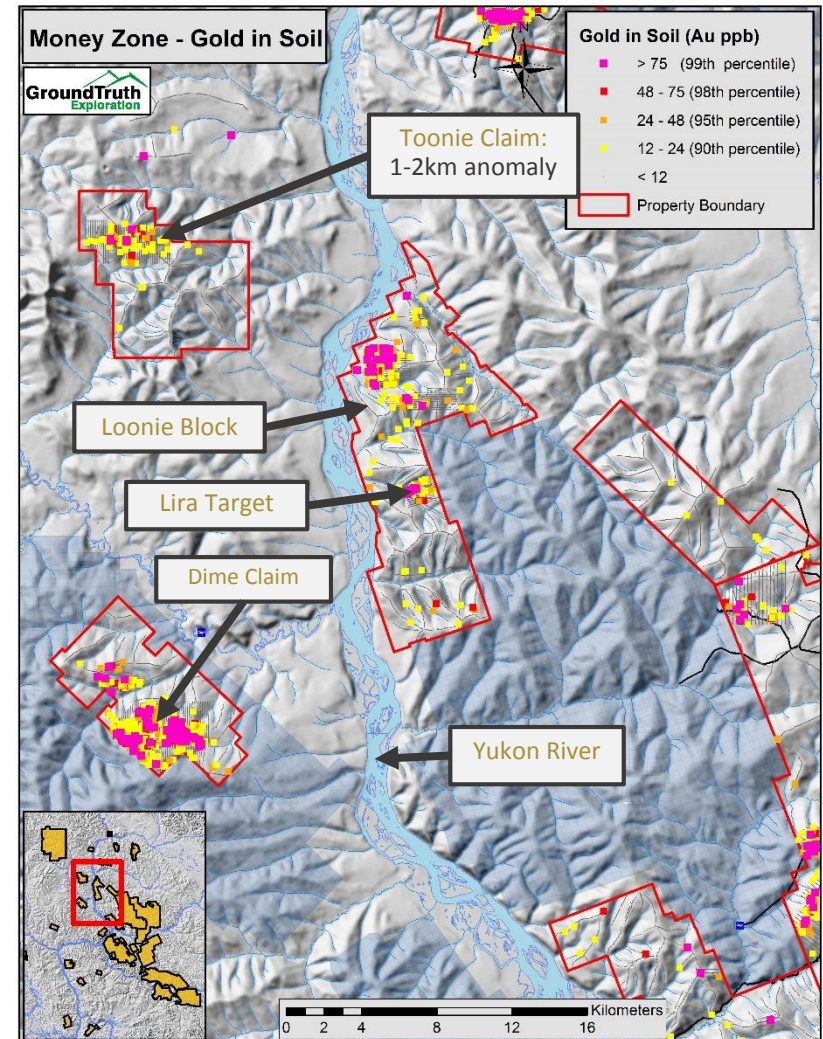 Money Zone - Gold in Soil
GroundTruth
Exploration
N
Gold in Soil (Au ppb)
> 75 (99th percentile)
48 - 75 (98th percentile)
24 - 48 (95th percentile)
12 - 24 (90th percentile)
< 12
Property Boundary
Toonie Claim:
1-2km anomaly
Loonie Block
Lira Target
Dime Claim
Yukon River
Kilometers
0 2 4 8 12 16